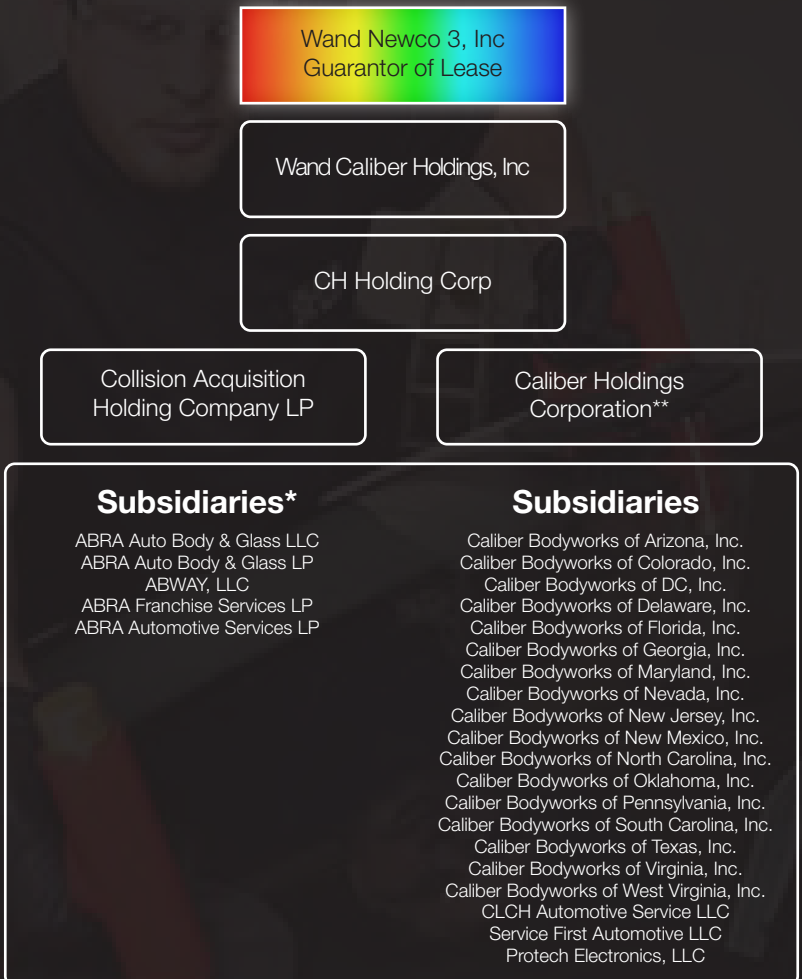 Wand Newco 3, Inc
Guarantor of Lease
Wand Caliber Holdings, Inc
CH Holding Corp
Collision Acquisition
Holding Company LP
Caliber Holdings
Corporation**
Subsidiaries*
ABRA Auto Body & Glass LLC
ABRA Auto Body & Glass LP
ABWAY, LLC
ABRA Franchise Services LP
ABRA Automotive Services LP
Subsidiaries
Caliber Bodyworks of Arizona, Inc.
Caliber Bodyworks of Colorado, Inc.
Caliber Bodyworks of DC, Inc.
Caliber Bodyworks of Delaware, Inc.
Caliber Bodyworks of Florida, Inc.
Caliber Bodyworks of Georgia, Inc.
Caliber Bodyworks of Maryland, Inc.
Caliber Bodyworks of Nevada, Inc.
Caliber Bodyworks of New Jersey, Inc.
Caliber Bodyworks of New Mexico, Inc.
Caliber Bodyworks of North Carolina, Inc.
Caliber Bodyworks of Oklahoma, Inc.
Caliber Bodyworks of Pennsylvania, Inc.
Caliber Bodyworks of South Carolina, Inc.
Caliber Bodyworks of Texas, Inc.
Caliber Bodyworks of Virginia, Inc.
Caliber Bodyworks of West Virginia, Inc.
CLCH Automotive Service LLC
Service First Automotive LLC
Protech Electronics, LLC